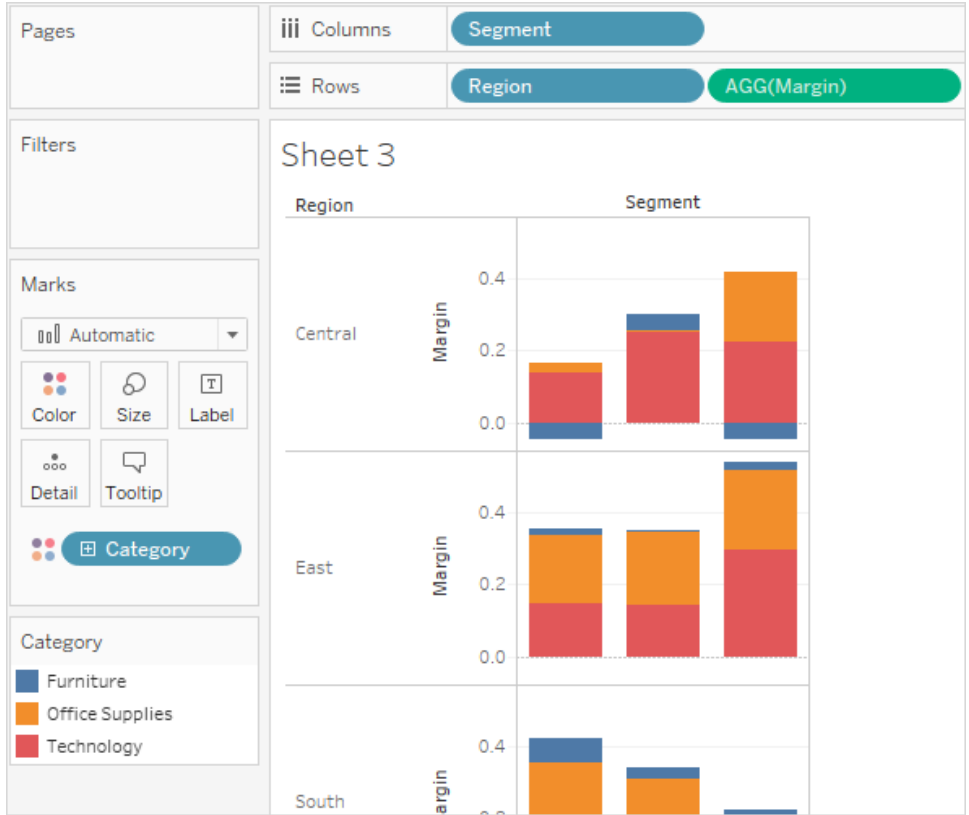 Pages
Columns
Segment
Rows
Region
AGG(Margin)
Filters
Sheet 3
Region
Segment
Marks
Automatic
Color
Size
Label
T
Detail
Tooltip
Category
Category
Furniture
Office Supplies
Technology
Central
Margin
0.4
0.2
0.0
East
Margin
0.4
0.2
0.0
South
0.4